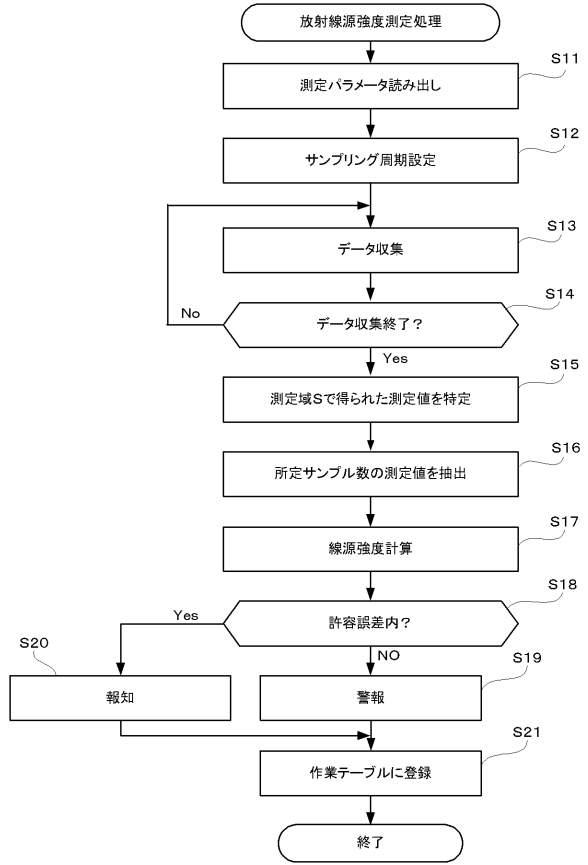 放射線源強度測定処理
S11
測定パラメータ読み出し
S12
サンプリング周期設定
S13
データ収集
S14
No
データ収集終了？
Yes
S15
測定域Sで得られた測定値を特定
S16
所定サンプル数の測定値を抽出
S17
線源強度計算
S18
Yes
許容誤差内？
S20
NO
S19
報知
警報
S21
作業テーブルに登録
終了